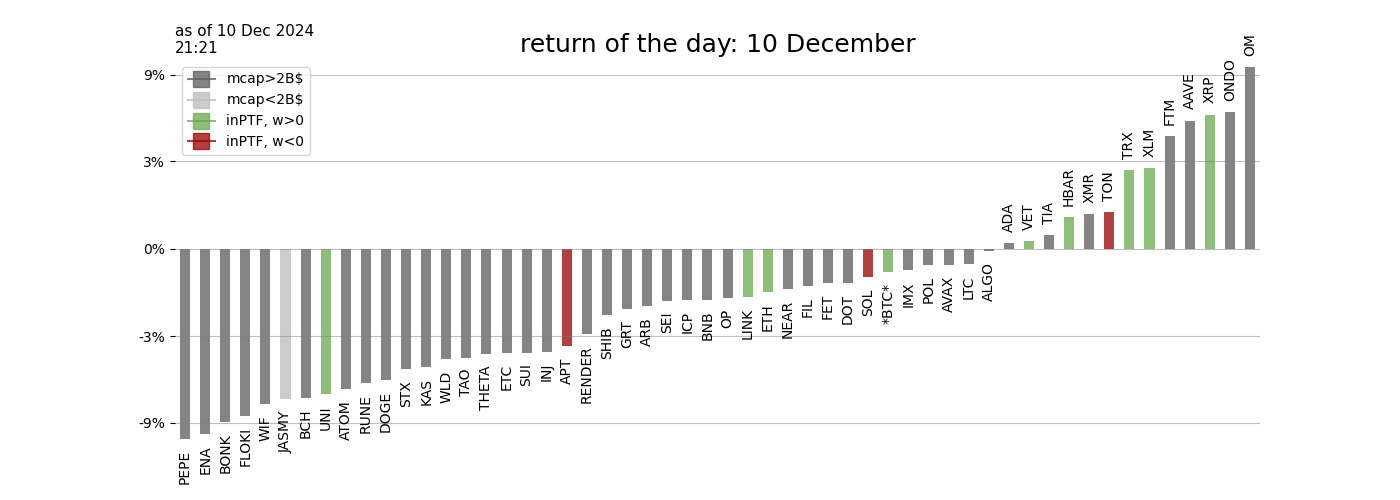 as of 10 Dec 2024
21:21
return of the day: 10 December
mcap>2B$
mcap<2B$
inPTF, w>0
inPTF, w<0
9%
3%
0%
-3%
-9%
PEPE
ENA
BONK
FLOKI
WIF
JASMY
BCH
UNI
ATOM
RUNE
DOGE
STX
KAS
WLD
TAO
THETA
ETC
SUI
INJ
APT
RENDER
SHIB
GRT
ARB
SEI
ICP
BNB
OP
LINK
ETH
NEAR
FIL
FET
DOT
SOL
*BTC*
IMX
POL
AVAX
LTC
ALGO
ADA
VET
TIA
HBAR
XMR
TON
TRX
XLM
FTM
AAVE
XRP
ONDO
OM